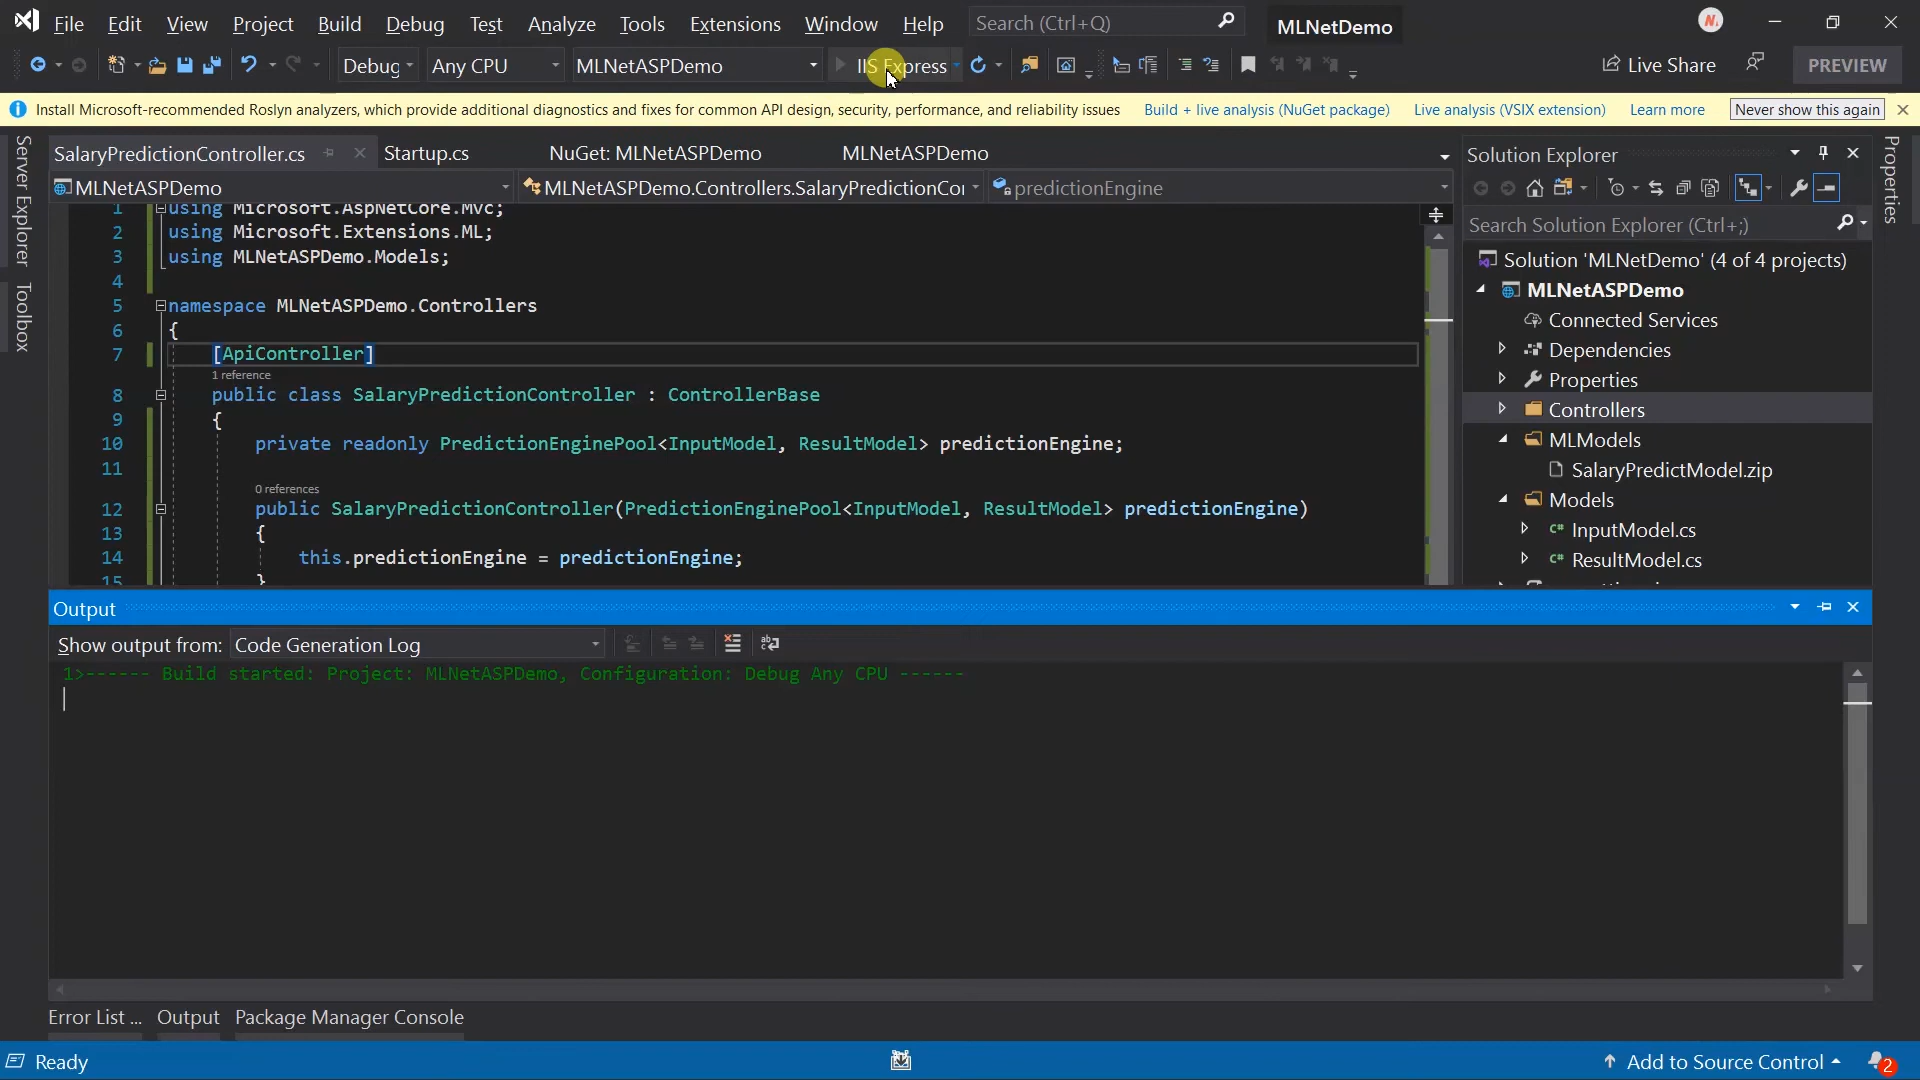 File Edit View Project Build Debug Test Analyze Tools Extensions Window Help Search (Ctrl+Q) MLNetDemo
Debug Any CPU MLNetASPDemo IIS Express Live Share PREVIEW
Install Microsoft-recommended Roslyn analyzers, which provide additional diagnostics and fixes for common API design, security, performance, and reliability issues Build + live analysis (NuGet package) Live analysis (VSIX extension) Learn more Never show this again
Server Explorer
Toolbox
SalaryPredictionController.cs Startup.cs NuGet: MLNetASPDemo MLNetASPDemo
MLNetASPDemo MLNetASPDemo.Controllers.SalaryPredictionCo predictionEngine
1 using Microsoft.AspNetCore.Mvc;
2 using Microsoft.Extensions.ML;
3 using MLNetASPDemo.Models;
4
5 namespace MLNetASPDemo.Controllers
6 {
7 [ApiController]
1 reference
8 public class SalaryPredictionController : ControllerBase
9 {
10 private readonly PredictionEnginePool<InputModel, ResultModel> predictionEngine;
11
0 references
12 public SalaryPredictionController(PredictionEnginePool<InputModel, ResultModel> predictionEngine)
13 {
14 this.predictionEngine = predictionEngine;
15 }
Solution Explorer
Search Solution Explorer (Ctrl+;)
Solution 'MLNetDemo' (4 of 4 projects)
MLNetASPDemo
Connected Services
Dependencies
Properties
Controllers
MLModels
SalaryPredictModel.zip
Models
InputModel.cs
ResultModel.cs
Properties
Output
Show output from: Code Generation Log
1>------ Build started: Project: MLNetASPDemo, Configuration: Debug Any CPU ------
Error List ... Output Package Manager Console
Ready Add to Source Control 2